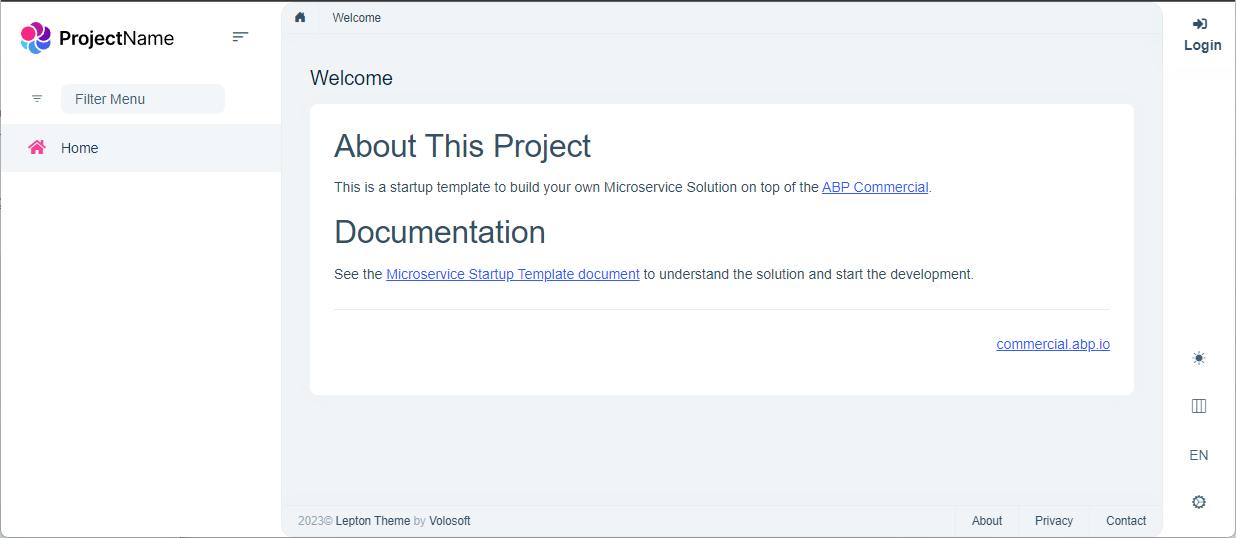 ProjectName
Filter Menu
Home
Welcome
Login
Welcome
About This Project
This is a startup template to build your own Microservice Solution on top of the ABP Commercial.
Documentation
See the Microservice Startup Template document to understand the solution and start the development.
commercial.abp.io
EN
2023© Lepton Theme by Volosoft
About
Privacy
Contact